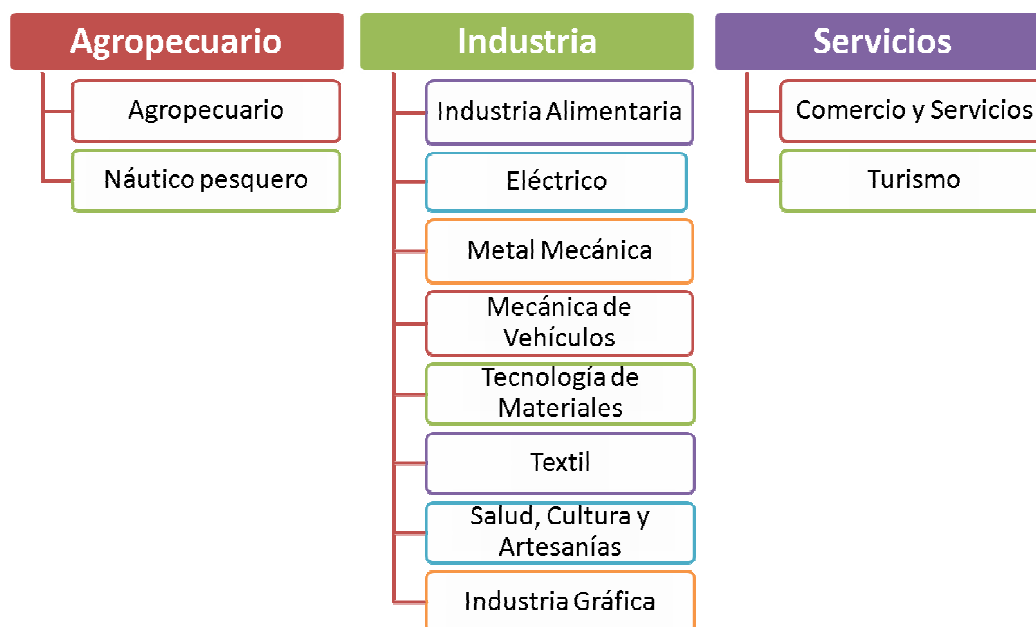 Agropecuario
Agropecuario
Náutico pesquero
Industria
Industria Alimentaria
Eléctrico
Metal Mecánica
Mecánica de
Vehículos
Tecnología de
Materiales
Textil
Salud, Cultura y
Artesanías
Industria Gráfica
Servicios
Comercio y Servicios
Turismo